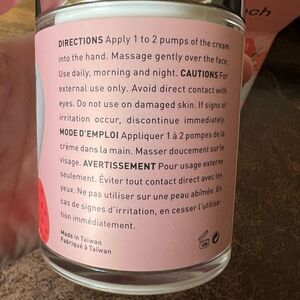 nch
DIRECTIONS Apply 1 to 2 pumps of the cream
into the hand. Massage gently over the face.
Use daily, morning and night. CAUTIONS For
external use only. Avoid direct contact with
eyes. Do not use on damaged skin. If signs of
irritation occur, discontinue immediately.
MODE D'EMPLOI Appliquer 1 à 2 pompes de la
crème dans la main. Masser doucement sur le
visage. AVERTISSEMENT Pour usage externe
seulement. Éviter tout contact direct avec les
yeux. Ne pas utiliser sur une peau abîmée. En
cas de signes d'irritation, en cesser l'utilisa-
tion immédiatement.
Made in Taiwan
Fabriqué à Taiwan